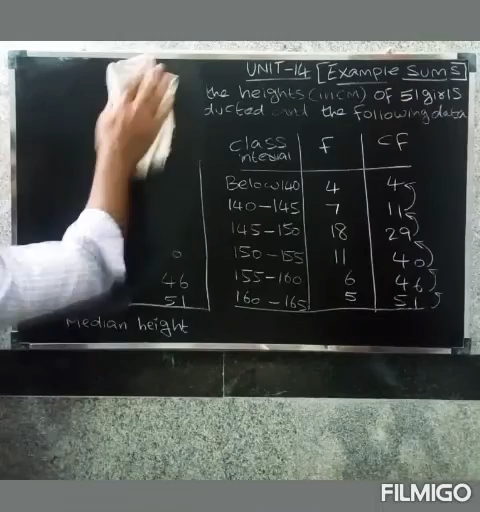 UNIT-14 [Example sums]
the heights (in cm) of 51 girls
ducted and the following data
class interval F CF
Below 140 4 4
140-145 7 11
145-150 18 29
0 150-155 11 40
46 155-160 6 46
51 160-165 5 51
Median height
FILMIGO